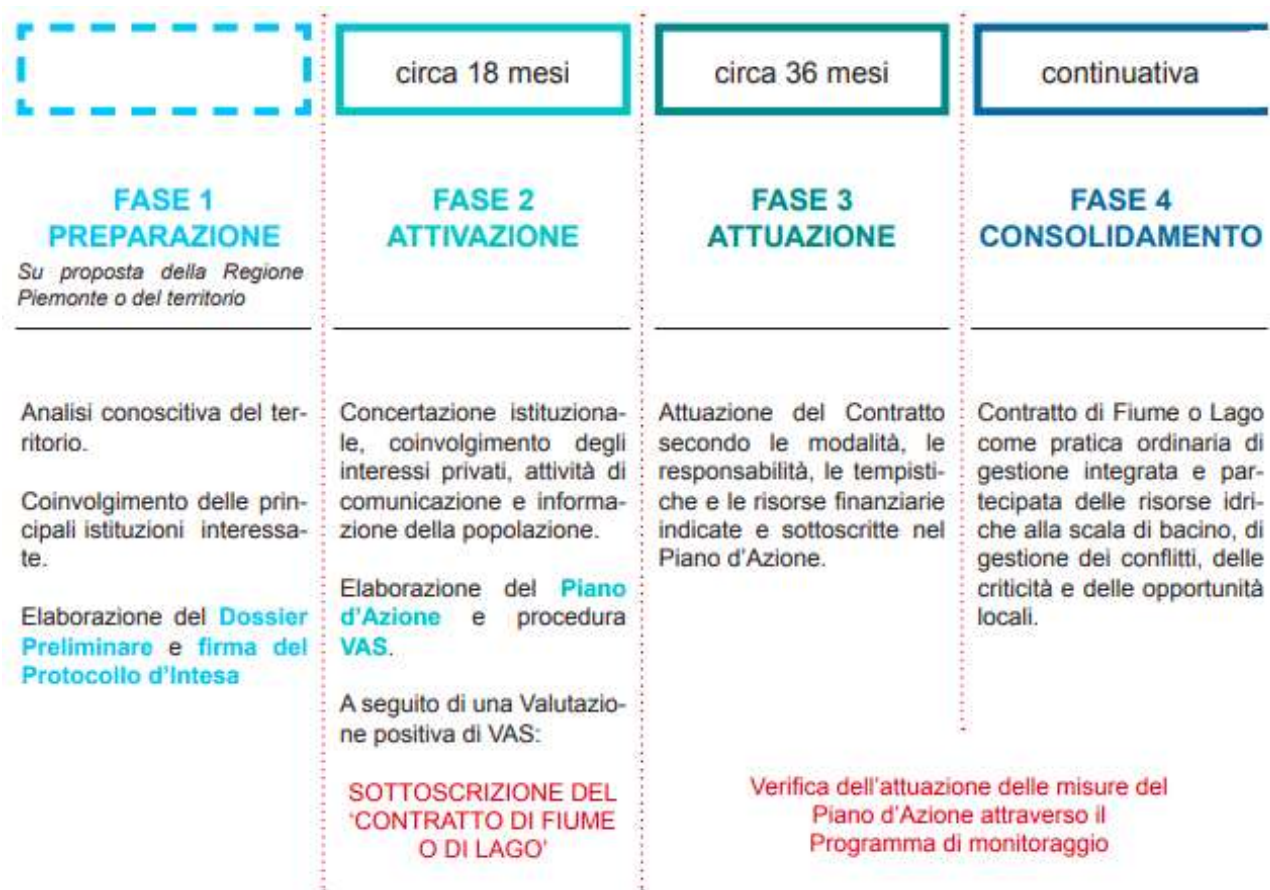 circa 18 mesi
circa 36 mesi
continuativa
FASE 1
PREPARAZIONE
Su proposta della Regione
Piemonte o del territorio
FASE 2
ATTIVAZIONE
FASE 3
ATTUAZIONE
FASE 4
CONSOLIDAMENTO
Analisi conoscitiva del ter-
ritorio.
Coinvolgimento delle prin-
cipali istituzioni interessa-
te.
Elaborazione del Dossier
Preliminare e firma del
Protocollo d'Intesa
Concertazione istituziona-
le, coinvolgimento degli
interessi privati, attività di
comunicazione e informa-
zione della popolazione.
Elaborazione del Piano
d'Azione e procedura
VAS.
A seguito di una Valutazio-
ne positiva di VAS:
SOTTOSCRIZIONE DEL
'CONTRATTO DI FIUME
O DI LAGO'
Attuazione del Contratto
secondo le modalità, le
responsabilità, le tempisti-
che e le risorse finanziarie
indicate e sottoscritte nel
Piano d'Azione.
Contratto di Fiume o Lago
come pratica ordinaria di
gestione integrata e par-
tecipata delle risorse idri-
che alla scala di bacino, di
gestione dei conflitti, delle
criticità e delle opportunità
locali.
Verifica dell'attuazione delle misure del
Piano d'Azione attraverso il
Programma di monitoraggio